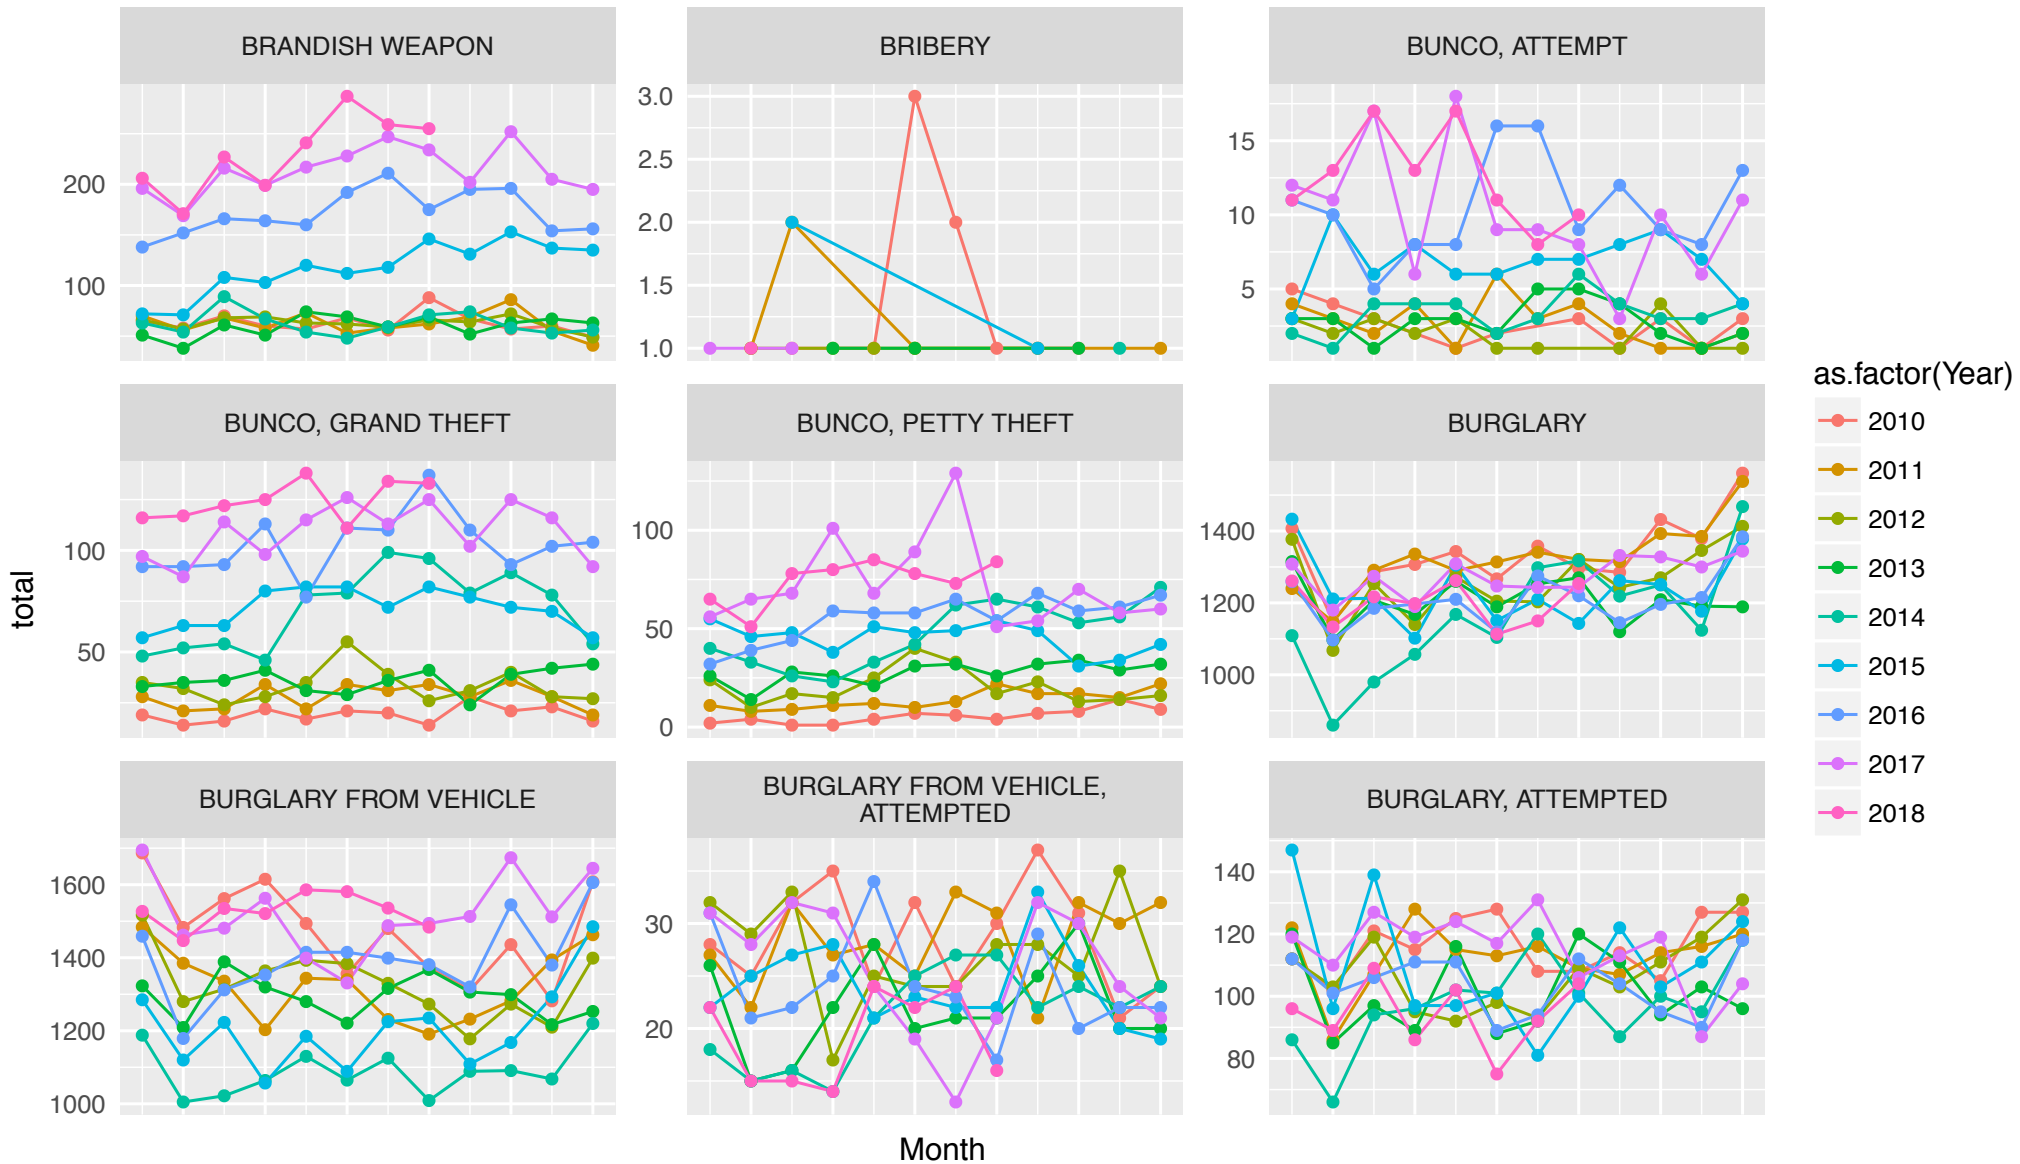 BRANDISH WEAPON
BRIBERY
BUNCO, ATTEMPT
200
100
3.0
2.5
2.0
1.5
1.0
15
10
5
BUNCO, GRAND THEFT
BUNCO, PETTY THEFT
BURGLARY
100
50
100
50
0
1400
1200
1000
BURGLARY FROM VEHICLE
BURGLARY FROM VEHICLE,
ATTEMPTED
BURGLARY, ATTEMPTED
1600
1400
1200
1000
30
20
140
120
100
80
total
Month
as.factor(Year)
2010
2011
2012
2013
2014
2015
2016
2017
2018